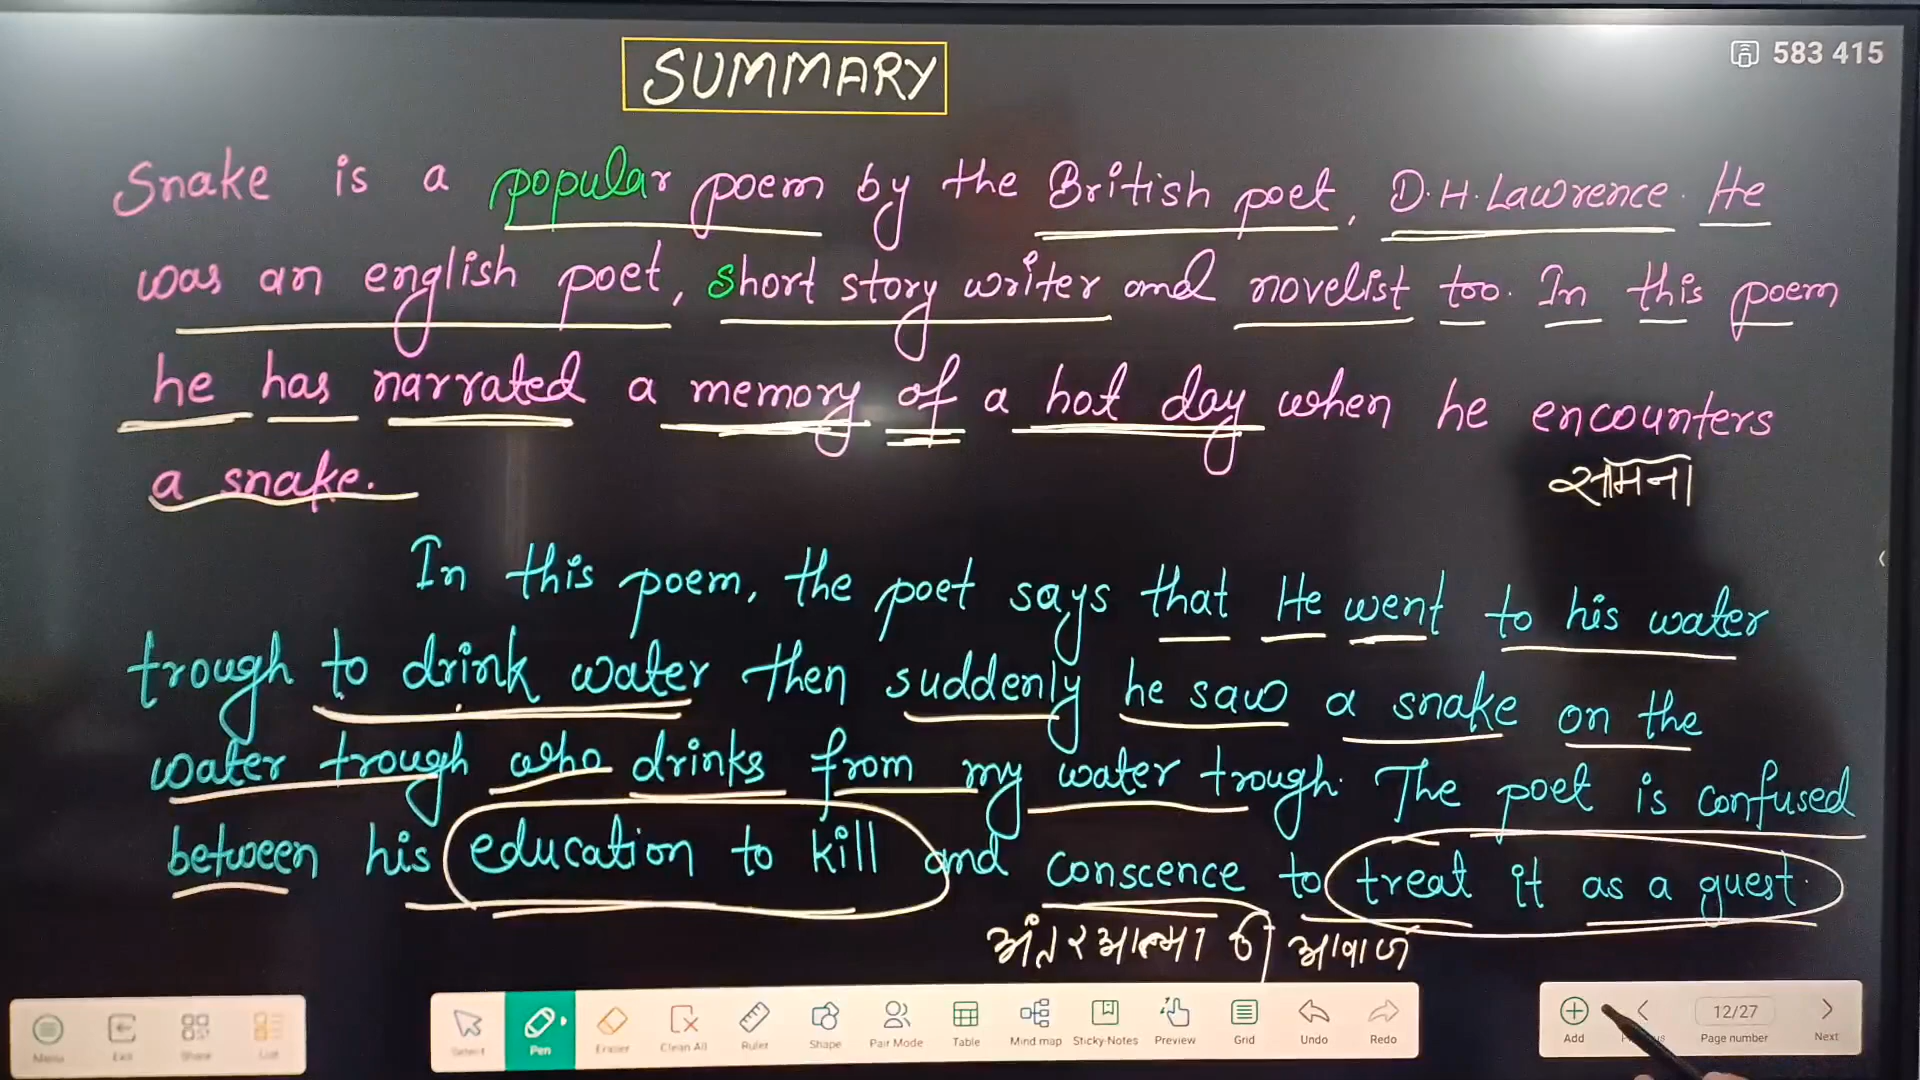 SUMMARY
583 415
Snake is a popular poem by the British poet, D.H. Lawrence. He
was an english poet, short story writer and novelist too. In this poem
he has narrated a memory of a hot day when he encounters
सामना
a snake.
In this poem, the poet says that He went to his water
trough to drink water then suddenly he saw a snake on the
water trough who drinks from my water trough. The poet is confused
between his education to kill and conscence to treat it as a guest.
अंतरआत्मा की आवाज
Menu Exit Share List
Select Pen Eraser Clean All Ruler Shape Pair Mode Table Mind map Sticky Notes Preview Grid Undo Redo
Add 12/27 Page number Next